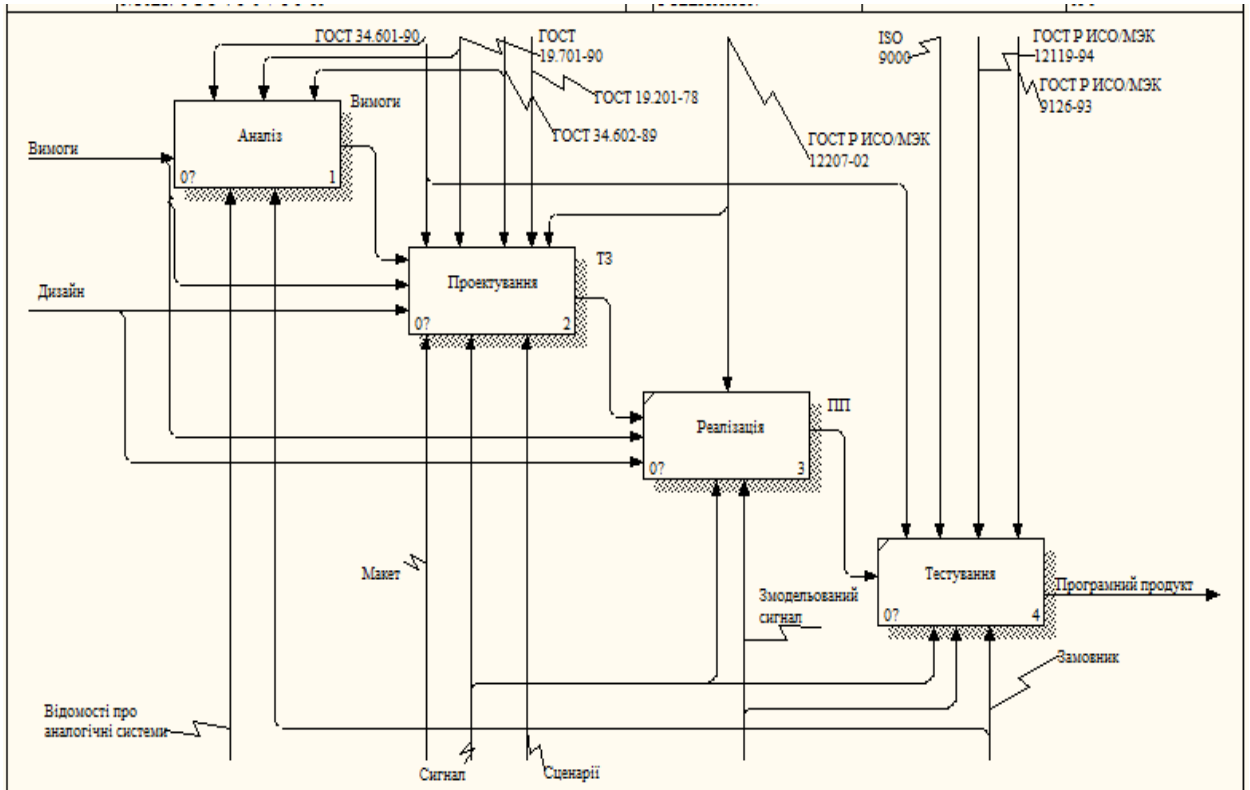 ГОСТ 34.601-90
ГОСТ
19.701-90
ISO
9000
ГОСТ Р ИСО/МЭК
12119-94
ГОСТ Р ИСО/МЭК
9126-93
ГОСТ 19.201-78
ГОСТ 34.602-89
ГОСТ Р ИСО/МЭК
12207-02
Вимоги
Аналіз
0? 1
Вимоги
Дизайн
ТЗ
Проектування
0? 2
ПП
Реалізація
0? 3
Макет
Тестування
0? 4
Програмний продукт
Змодельований
сигнал
Замовник
Відомості про
аналогічні системи
Сигнал
Сценарії